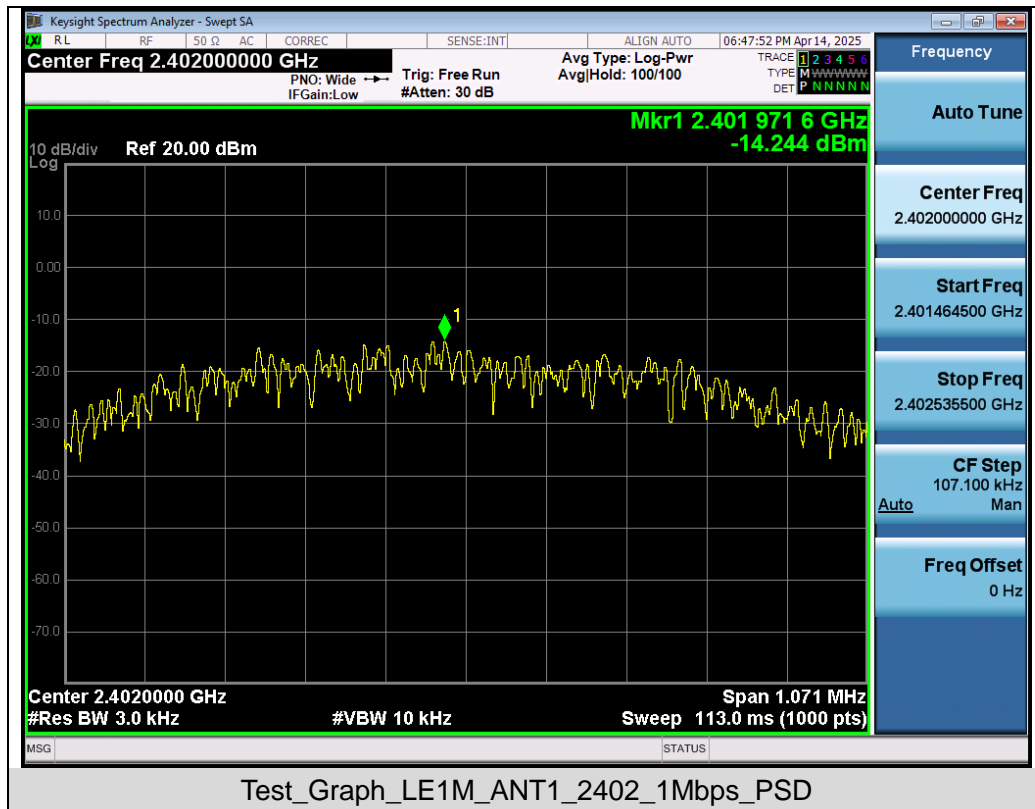 Keysight Spectrum Analyzer - Swept SA
LXI RL RF 50 Ω AC CORREC SENSE:INT ALIGN AUTO 06:47:52 PM Apr 14, 2025
Center Freq 2.402000000 GHz
PNO: Wide
IFGain:Low
Trig: Free Run
#Atten: 30 dB
Avg Type: Log-Pwr
Avg|Hold: 100/100
TRACE 1 2 3 4 5 6
TYPE M WWWWW
DET P N N N N N
Mkr1 2.401 971 6 GHz
-14.244 dBm
10 dB/div Ref 20.00 dBm
Log
10.0
0.00
-10.0
-20.0
-30.0
-40.0
-50.0
-60.0
-70.0
1
Center 2.4020000 GHz Span 1.071 MHz
#Res BW 3.0 kHz #VBW 10 kHz Sweep 113.0 ms (1000 pts)
MSG STATUS
Frequency
Auto Tune
Center Freq
2.402000000 GHz
Start Freq
2.401464500 GHz
Stop Freq
2.402535500 GHz
CF Step
107.100 kHz
Auto Man
Freq Offset
0 Hz
Test_Graph_LE1M_ANT1_2402_1Mbps_PSD